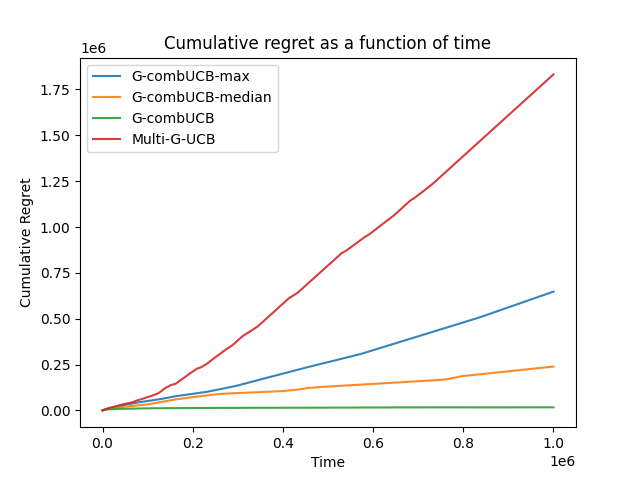 Cumulative regret as a function of time
1e6
G-combUCB-max
G-combUCB-median
G-combUCB
Multi-G-UCB
1.75
1.50
1.25
1.00
0.75
0.50
0.25
0.00
Cumulative Regret
0.0 0.2 0.4 0.6 0.8 1.0
Time
1e6